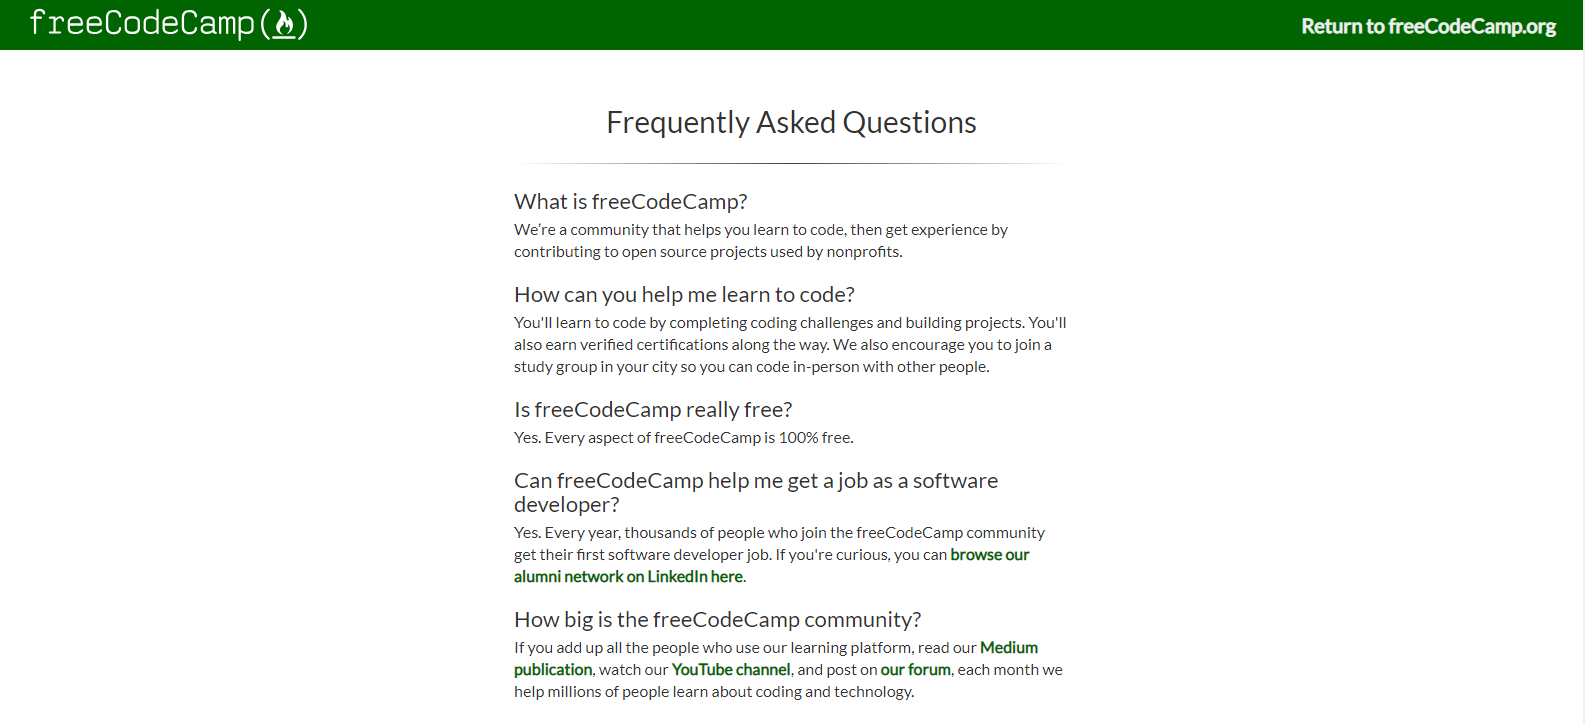 freeCodeCamp( )
Return to freeCodeCamp.org
Frequently Asked Questions
What is freeCodeCamp?
We’re a community that helps you learn to code, then get experience by
contributing to open source projects used by nonprofits.
How can you help me learn to code?
You'll learn to code by completing coding challenges and building projects. You'll
also earn verified certifications along the way. We also encourage you to join a
study group in your city so you can code in-person with other people.
Is freeCodeCamp really free?
Yes. Every aspect of freeCodeCamp is 100% free.
Can freeCodeCamp help me get a job as a software
developer?
Yes. Every year, thousands of people who join the freeCodeCamp community
get their first software developer job. If you're curious, you can browse our
alumni network on LinkedIn here.
How big is the freeCodeCamp community?
If you add up all the people who use our learning platform, read our Medium
publication, watch our YouTube channel, and post on our forum, each month we
help millions of people learn about coding and technology.